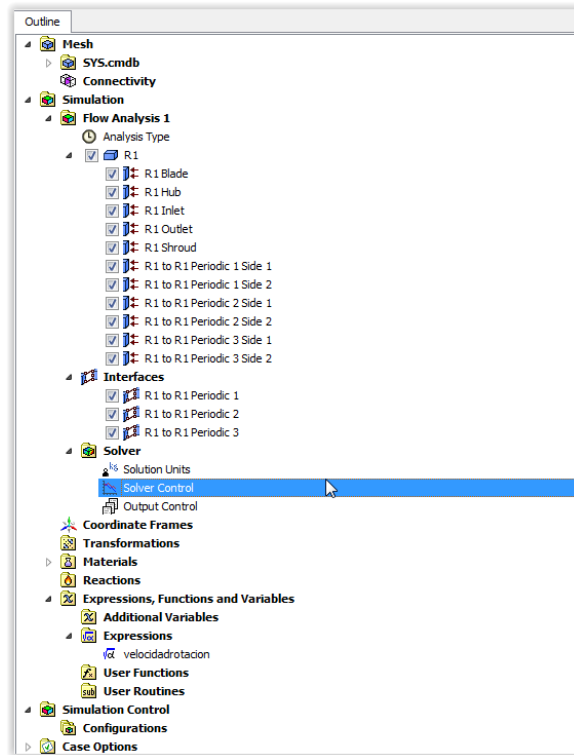 Outline
Mesh
SYS.cmdb
Connectivity
Simulation
Flow Analysis 1
Analysis Type
R1
R1 Blade
R1 Hub
R1 Inlet
R1 Outlet
R1 Shroud
R1 to R1 Periodic 1 Side 1
R1 to R1 Periodic 1 Side 2
R1 to R1 Periodic 2 Side 1
R1 to R1 Periodic 2 Side 2
R1 to R1 Periodic 3 Side 1
R1 to R1 Periodic 3 Side 2
Interfaces
R1 to R1 Periodic 1
R1 to R1 Periodic 2
R1 to R1 Periodic 3
Solver
Solution Units
Solver Control
Output Control
Coordinate Frames
Transformations
Materials
Reactions
Expressions, Functions and Variables
Additional Variables
Expressions
velocidadrotacion
User Functions
sub User Routines
Simulation Control
Configurations
Case Options